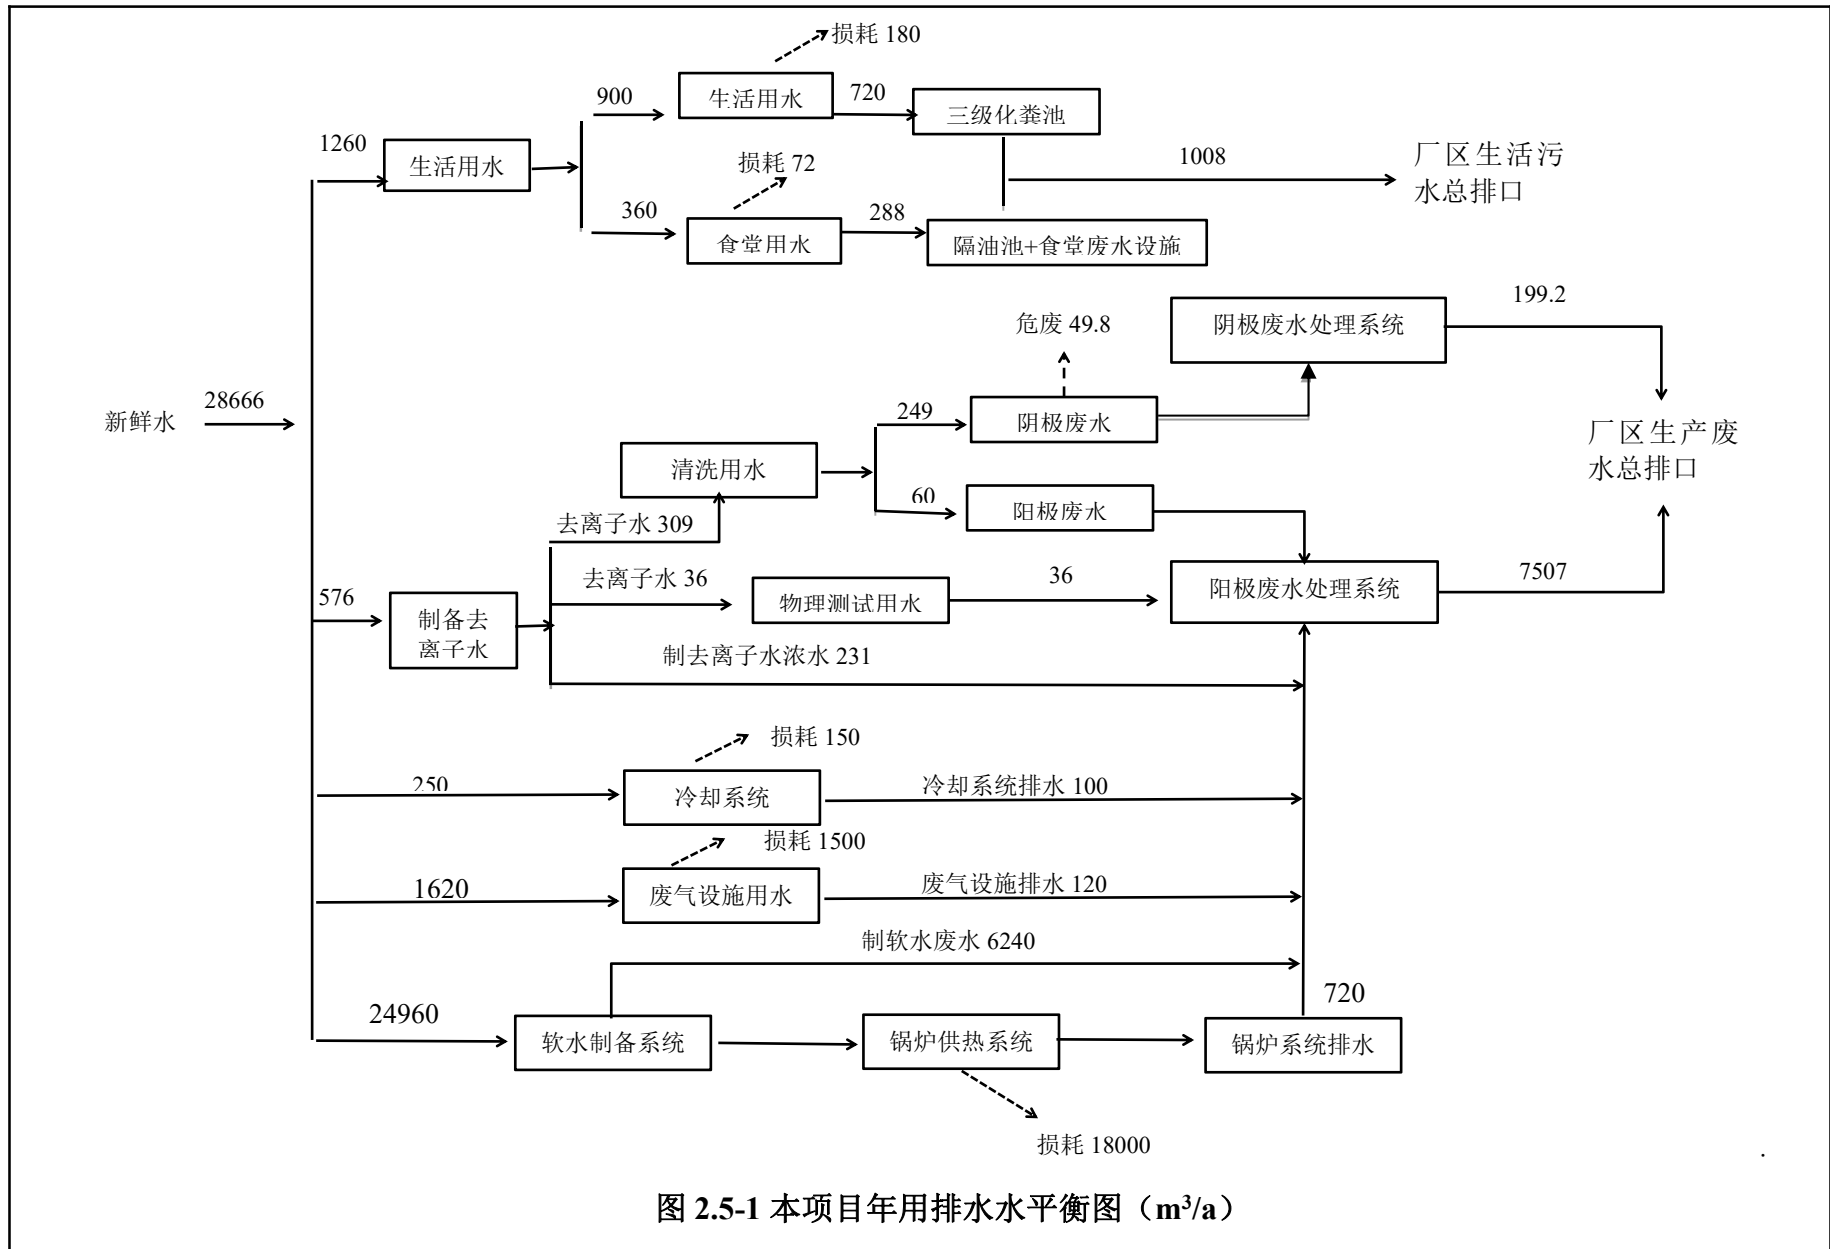 损耗 180
900
生活用水
720
三级化粪池
1260
生活用水
损耗 72
1008
厂区生活污
水总排口
360
食堂用水
288
隔油池+食堂废水设施
199.2
危废 49.8
阴极废水处理系统
新鲜水
28666
249
阴极废水
厂区生产废
水总排口
清洗用水
60
阳极废水
去离子水 309
去离子水 36
36
阳极废水处理系统
7507
576
制备去
离子水
物理测试用水
制去离子水浓水 231
损耗 150
250
冷却系统
冷却系统排水 100
损耗 1500
1620
废气设施用水
废气设施排水 120
制软水废水 6240
24960
720
软水制备系统
锅炉供热系统
锅炉系统排水
损耗 18000
图 2.5-1 本项目年用排水水平衡图（m³/a）